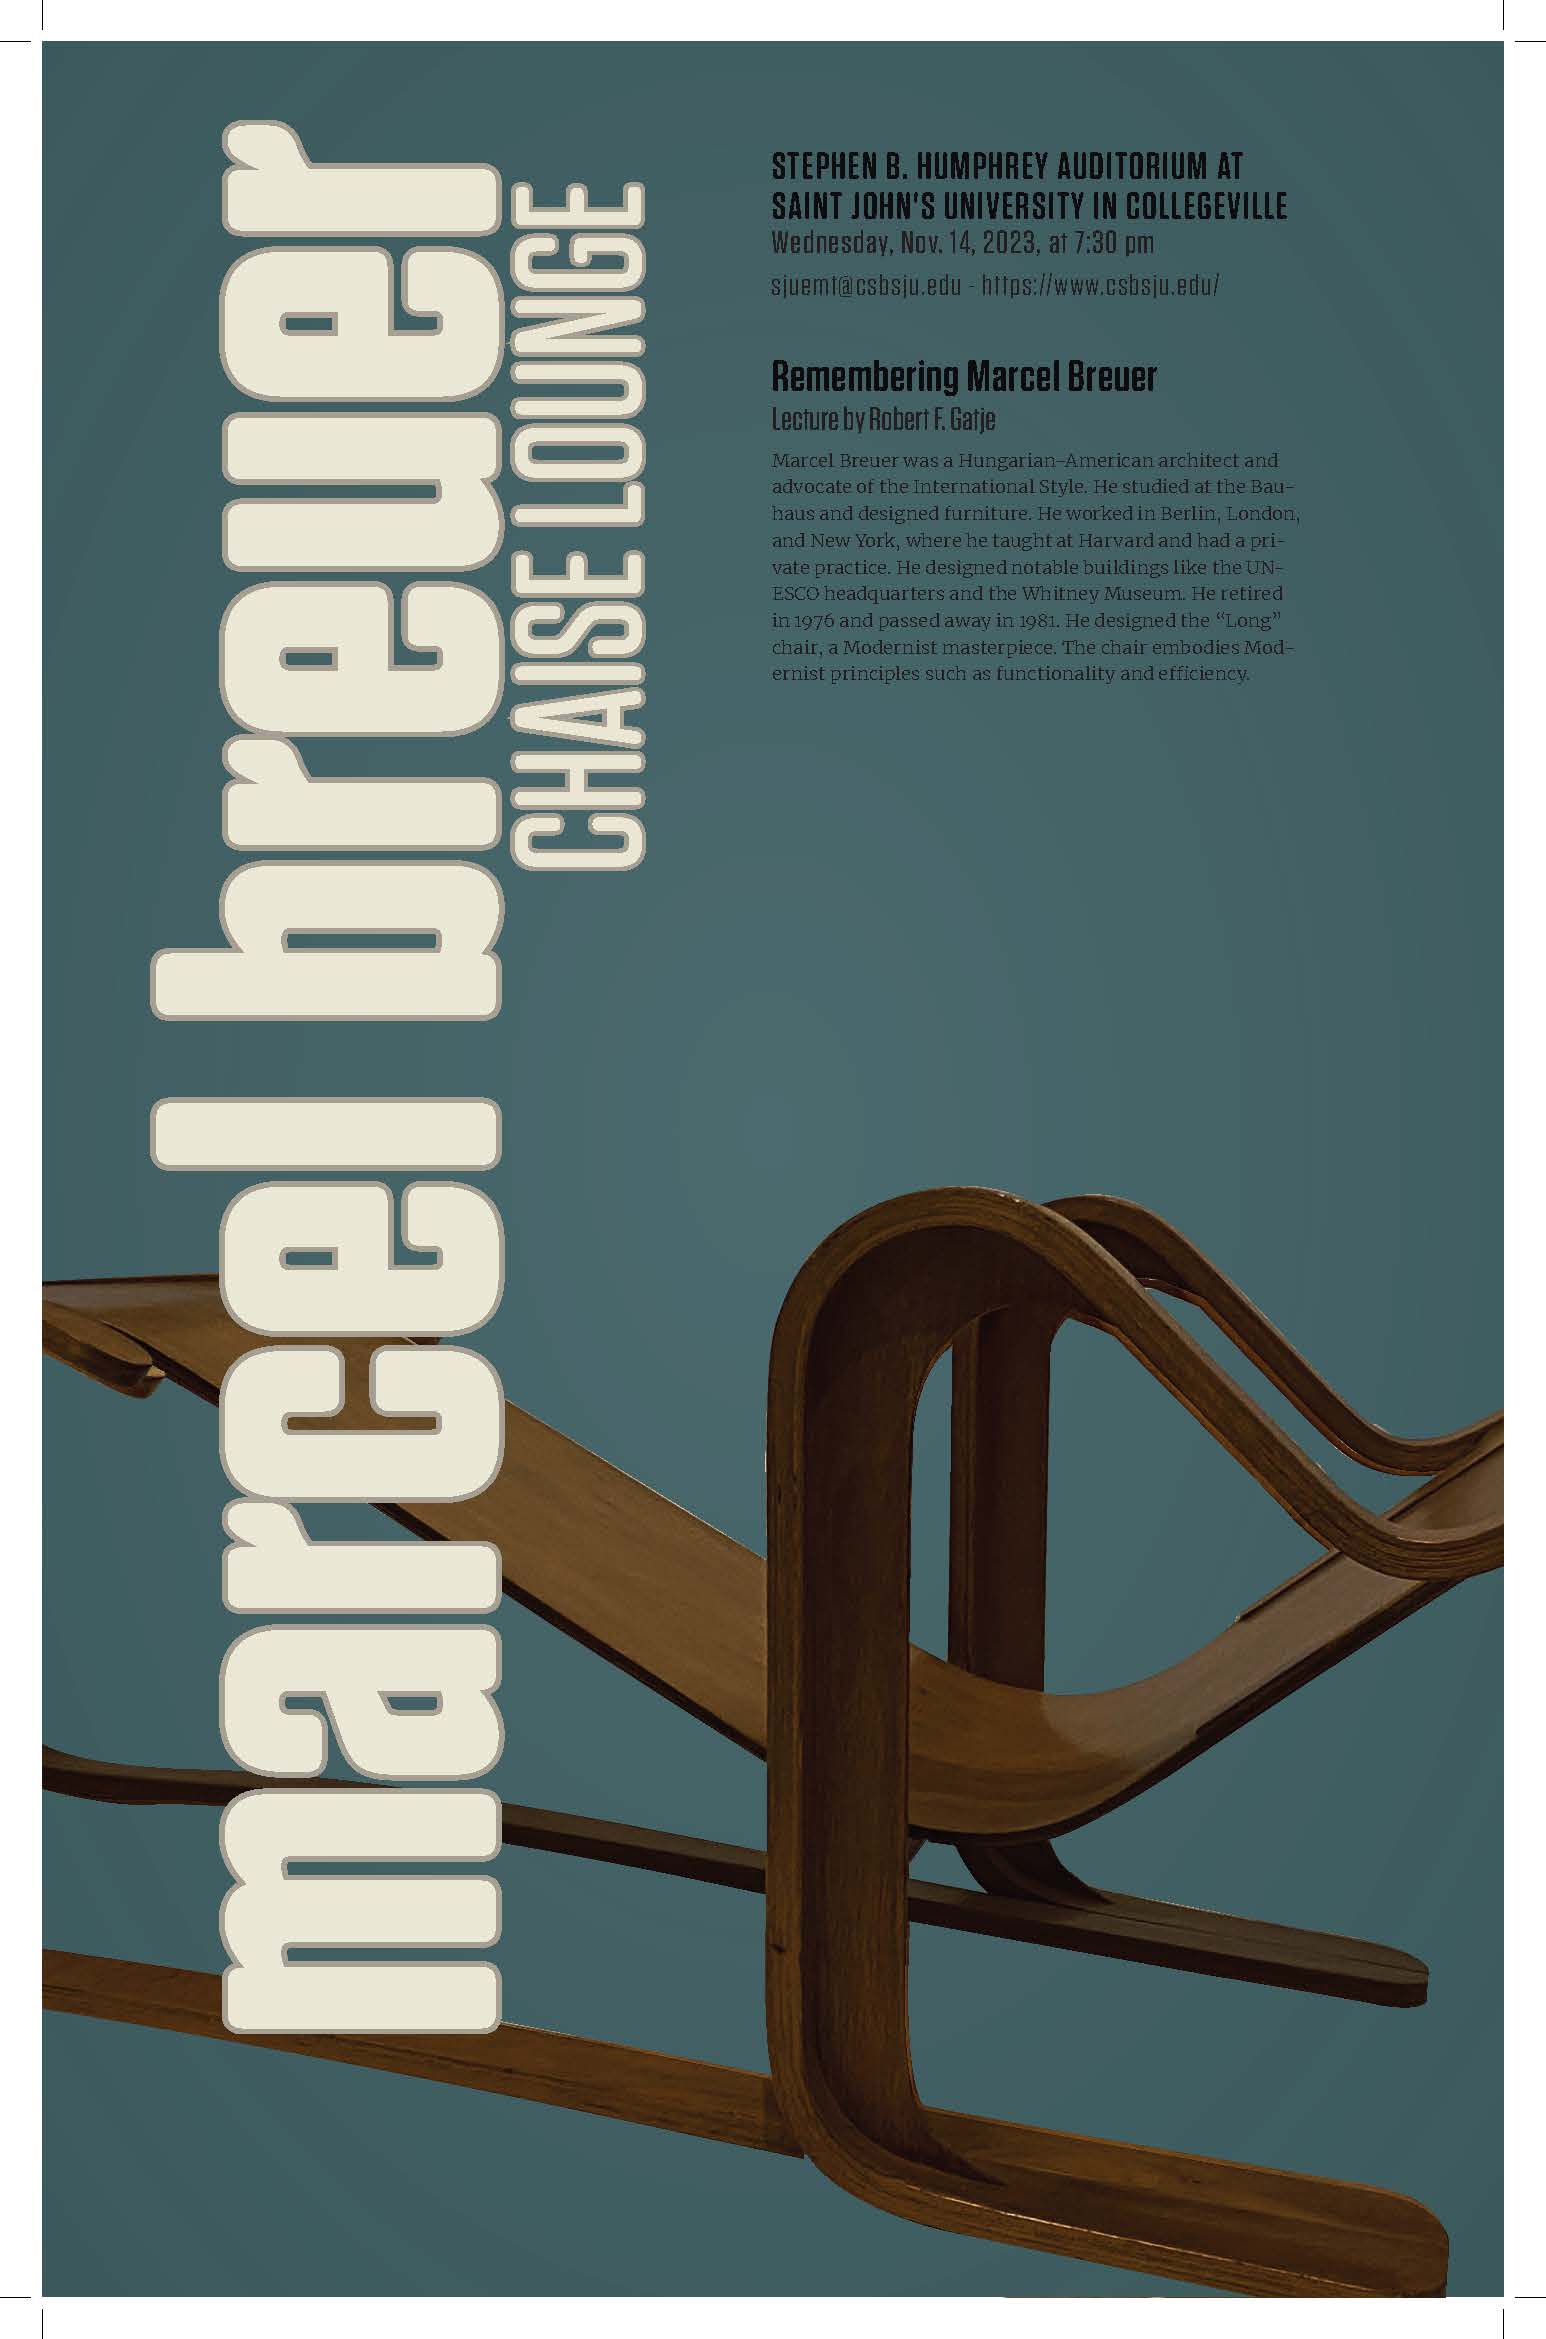 marcel breuer
CHAISE LOUNGE
STEPHEN B. HUMPHREY AUDITORIUM AT
SAINT JOHN'S UNIVERSITY IN COLLEGEVILLE
Wednesday, Nov. 14, 2023, at 7:30 pm
sjuemt@csbsju.edu - https://www.csbsju.edu/
Remembering Marcel Breuer
Lecture by Robert F. Gatje
Marcel Breuer was a Hungarian-American architect and
advocate of the International Style. He studied at the Bau-
haus and designed furniture. He worked in Berlin, London,
and New York, where he taught at Harvard and had a pri-
vate practice. He designed notable buildings like the UN-
ESCO headquarters and the Whitney Museum. He retired
in 1976 and passed away in 1981. He designed the “Long”
chair, a Modernist masterpiece. The chair embodies Mod-
ernist principles such as functionality and efficiency.